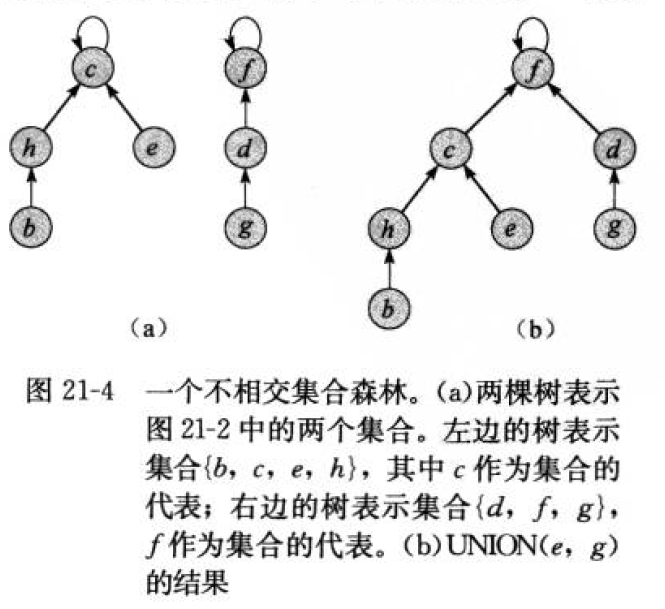 c
f
h
e
d
b
g
f
c
d
h
e
g
b
(a)
(b)
图 21-4 一个不相交集合森林。(a)两棵树表示
图 21-2 中的两个集合。左边的树表示
集合{b, c, e, h}, 其中 c 作为集合的
代表; 右边的树表示集合{d, f, g},
f 作为集合的代表。(b)UNION(e, g)
的结果